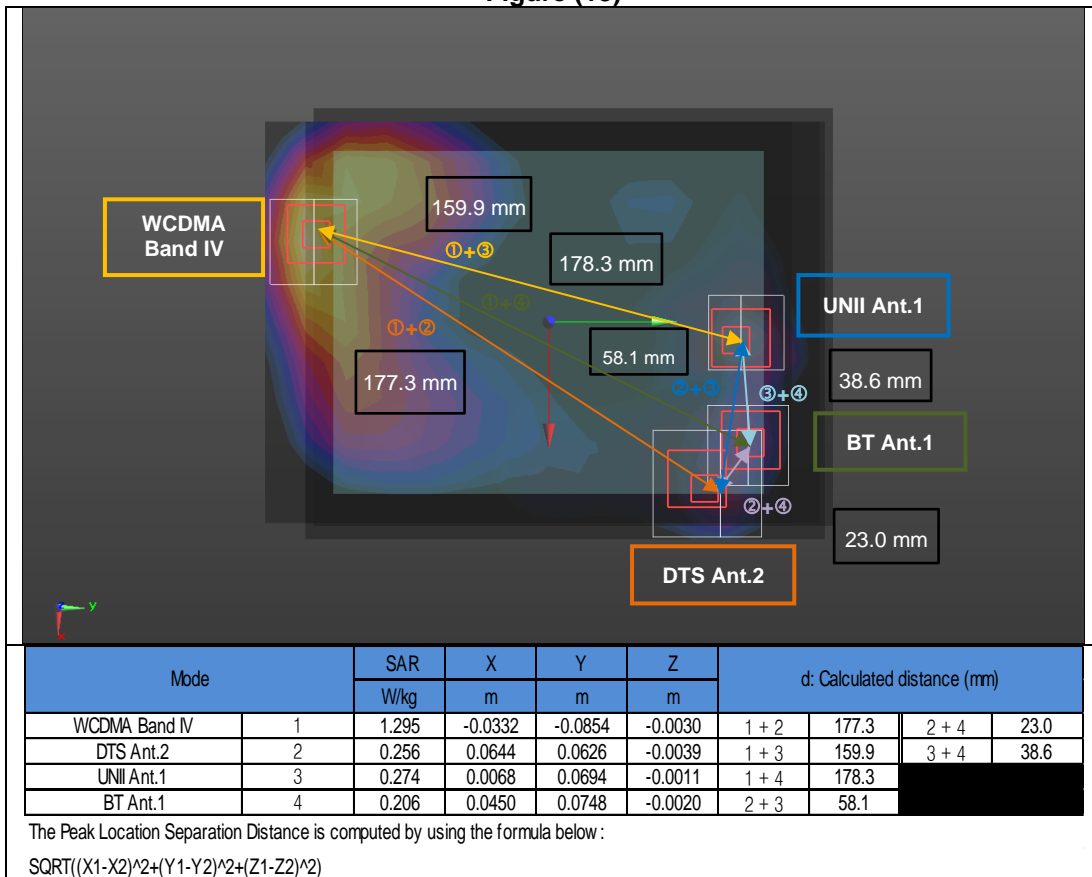 159.9 mm
WCDMA
Band IV
①+③
178.3 mm
UNII Ant.1
①+④
①+②
58.1 mm
177.3 mm
38.6 mm
②+③
③+④
BT Ant.1
②+④
23.0 mm
DTS Ant.2
Y
X
Mode SAR X Y Z d: Calculated distance (mm)
W/kg m m m
WCDMA Band IV 1 1.295 -0.0332 -0.0854 -0.0030 1 + 2 177.3 2 + 4 23.0
DTS Ant.2 2 0.256 0.0644 0.0626 -0.0039 1 + 3 159.9 3 + 4 38.6
UNII Ant.1 3 0.274 0.0068 0.0694 -0.0011 1 + 4 178.3
BT Ant.1 4 0.206 0.0450 0.0748 -0.0020 2 + 3 58.1
The Peak Location Separation Distance is computed by using the formula below :
SQRT((X1-X2)^2+(Y1-Y2)^2+(Z1-Z2)^2)